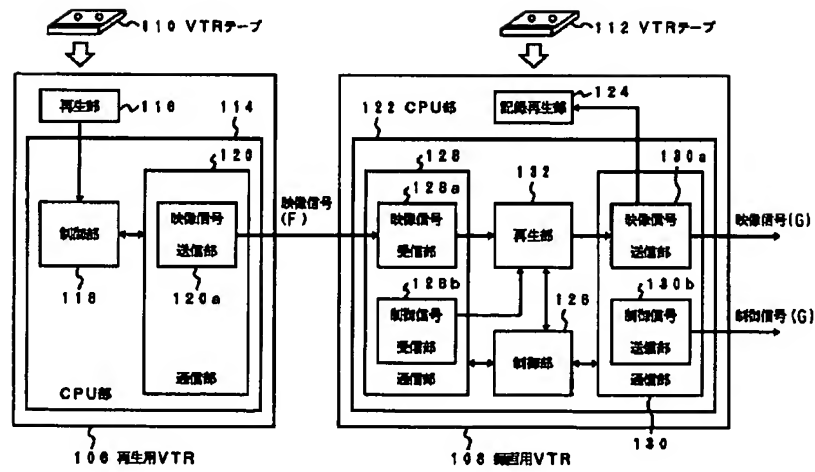 110 VTRテープ
112 VTRテープ
再生部
116
114
120
制御部
118
映像信号
送信部
120a
通信部
CPU部
106 再生用VTR
映像信号
(F)
122 CPU部
記録再生部
124
128
128a
映像信号
受信部
128b
制御信号
受信部
通信部
132
再生部
126
制御部
130a
映像信号
送信部
130b
制御信号
送信部
通信部
130
108 録画用VTR
映像信号(G)
制御信号(G)